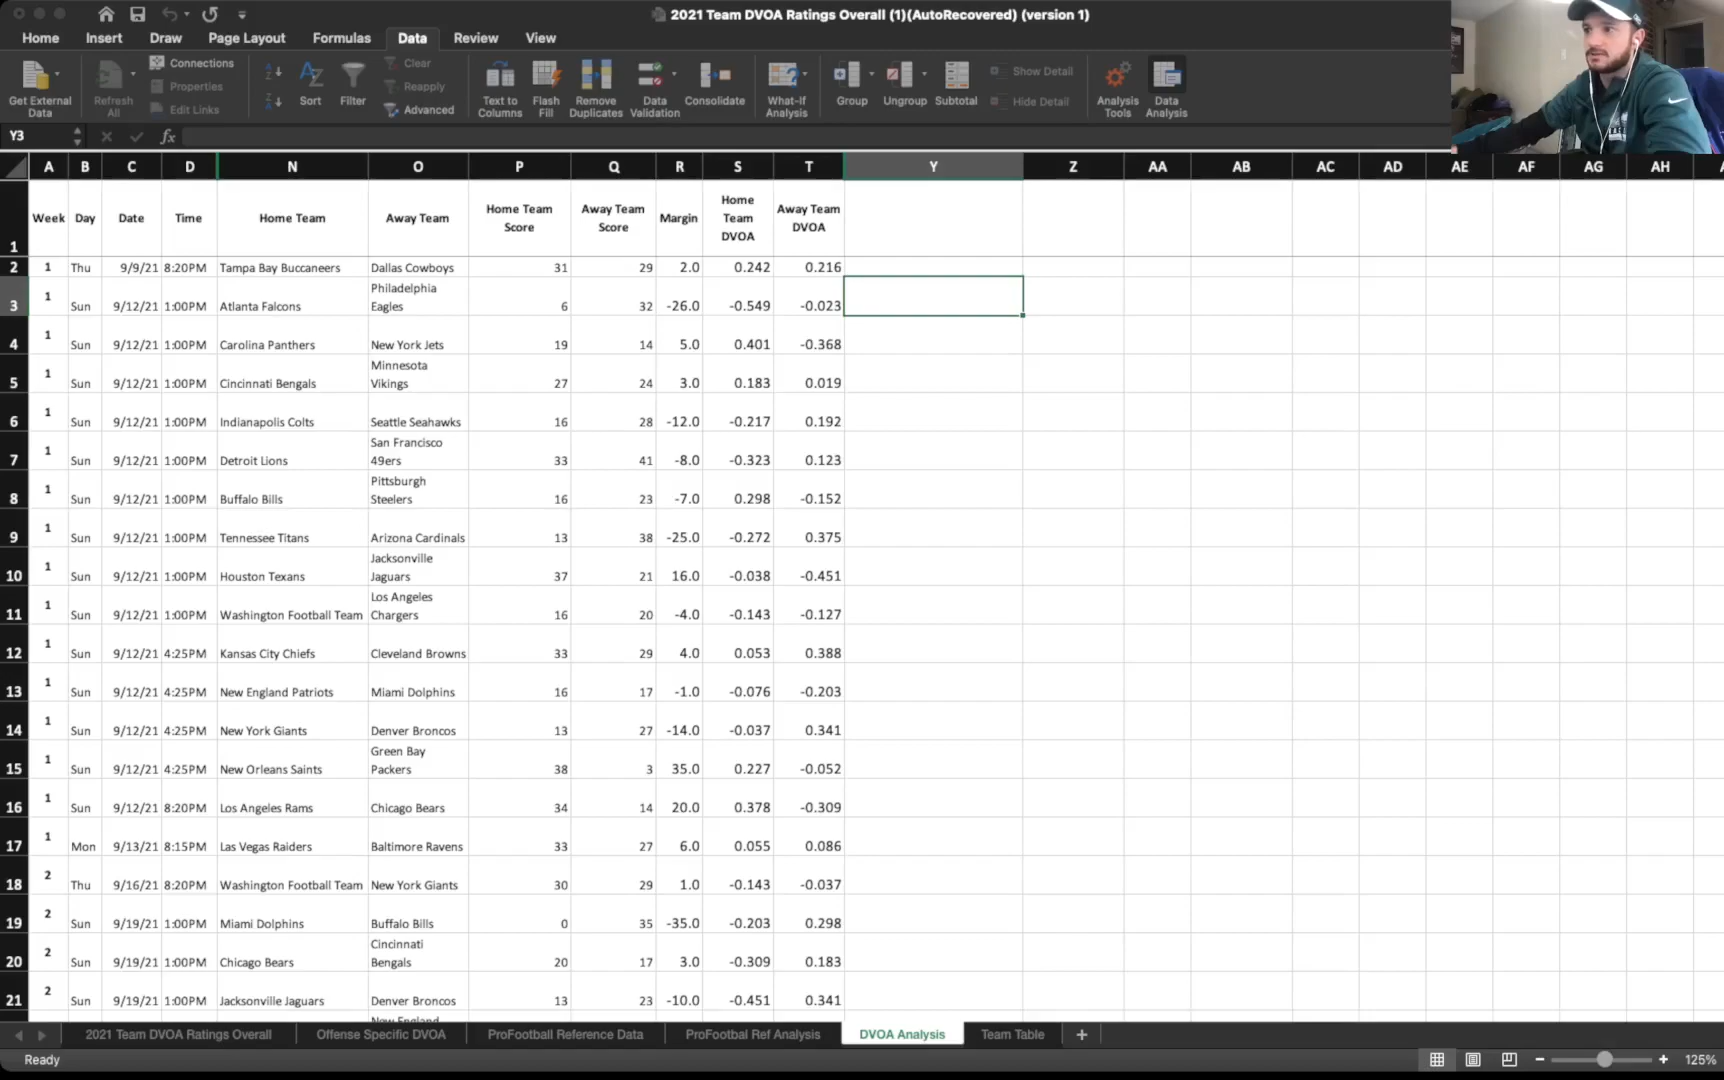 2021 Team DVOA Ratings Overall (1)(AutoRecovered) (version 1)
Home Insert Draw Page Layout Formulas Data Review View
Get External Data
Refresh All
Connections
Properties
Edit Links
Sort
Filter
Clear
Reapply
Advanced
Text to Columns
Flash Fill
Remove Duplicates
Data Validation
Consolidate
What-If Analysis
Group
Ungroup
Subtotal
Show Detail
Hide Detail
Analysis Tools
Data Analysis
Y3 fx
A B C D N O P Q R S T Y Z AA AB AC AD AE AF AG AH
1 Week Day Date Time Home Team Away Team Home Team Score Away Team Score Margin Home Team DVOA Away Team DVOA
2 1 Thu 9/9/21 8:20PM Tampa Bay Buccaneers Dallas Cowboys 31 29 2.0 0.242 0.216
3 1 Sun 9/12/21 1:00PM Atlanta Falcons Philadelphia Eagles 6 32 -26.0 -0.549 -0.023
4 1 Sun 9/12/21 1:00PM Carolina Panthers New York Jets 19 14 5.0 0.401 -0.368
5 1 Sun 9/12/21 1:00PM Cincinnati Bengals Minnesota Vikings 27 24 3.0 0.183 0.019
6 1 Sun 9/12/21 1:00PM Indianapolis Colts Seattle Seahawks 16 28 -12.0 -0.217 0.192
7 1 Sun 9/12/21 1:00PM Detroit Lions San Francisco 49ers 33 41 -8.0 -0.323 0.123
8 1 Sun 9/12/21 1:00PM Buffalo Bills Pittsburgh Steelers 16 23 -7.0 0.298 -0.152
9 1 Sun 9/12/21 1:00PM Tennessee Titans Arizona Cardinals 13 38 -25.0 -0.272 0.375
10 1 Sun 9/12/21 1:00PM Houston Texans Jacksonville Jaguars 37 21 16.0 -0.038 -0.451
11 1 Sun 9/12/21 1:00PM Washington Football Team Los Angeles Chargers 16 20 -4.0 -0.143 -0.127
12 1 Sun 9/12/21 4:25PM Kansas City Chiefs Cleveland Browns 33 29 4.0 0.053 0.388
13 1 Sun 9/12/21 4:25PM New England Patriots Miami Dolphins 16 17 -1.0 -0.076 -0.203
14 1 Sun 9/12/21 4:25PM New York Giants Denver Broncos 13 27 -14.0 -0.037 0.341
15 1 Sun 9/12/21 4:25PM New Orleans Saints Green Bay Packers 38 3 35.0 0.227 -0.052
16 1 Sun 9/12/21 8:20PM Los Angeles Rams Chicago Bears 34 14 20.0 0.378 -0.309
17 1 Mon 9/13/21 8:15PM Las Vegas Raiders Baltimore Ravens 33 27 6.0 0.055 0.086
18 2 Thu 9/16/21 8:20PM Washington Football Team New York Giants 30 29 1.0 -0.143 -0.037
19 2 Sun 9/19/21 1:00PM Miami Dolphins Buffalo Bills 0 35 -35.0 -0.203 0.298
20 2 Sun 9/19/21 1:00PM Chicago Bears Cincinnati Bengals 20 17 3.0 -0.309 0.183
21 2 Sun 9/19/21 1:00PM Jacksonville Jaguars Denver Broncos 13 23 -10.0 -0.451 0.341
New England
2021 Team DVOA Ratings Overall Offense Specific DVOA ProFootball Reference Data ProFootbal Ref Analysis DVOA Analysis Team Table +
Ready 125%